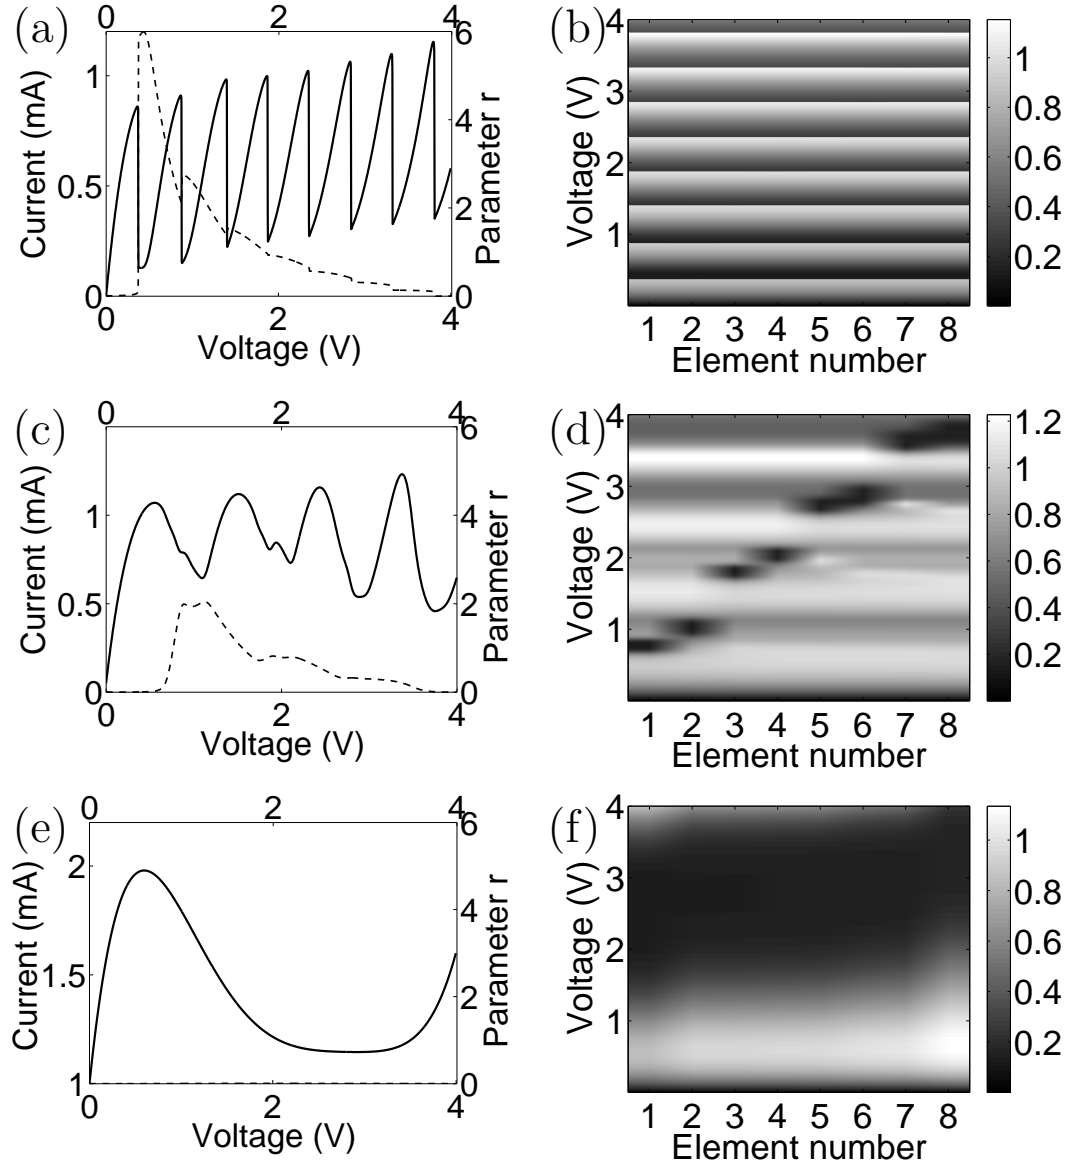 (a)
0 2 4
Current (mA)
1
0.5
0
6
4
2
0
Parameter r
0 2 4
Voltage (V)
(b)
Voltage (V)
4
3
2
1
1 2 3 4 5 6 7 8
Element number
1
0.8
0.6
0.4
0.2
(c)
0 2 4
Current (mA)
1
0.5
0
6
4
2
0
Parameter r
0 2 4
Voltage (V)
(d)
Voltage (V)
4
3
2
1
1 2 3 4 5 6 7 8
Element number
1.2
1
0.8
0.6
0.4
0.2
(e)
0 2 4
Current (mA)
2
1.5
1
6
4
2
0
Parameter r
0 2 4
Voltage (V)
(f)
Voltage (V)
4
3
2
1
1 2 3 4 5 6 7 8
Element number
1
0.8
0.6
0.4
0.2